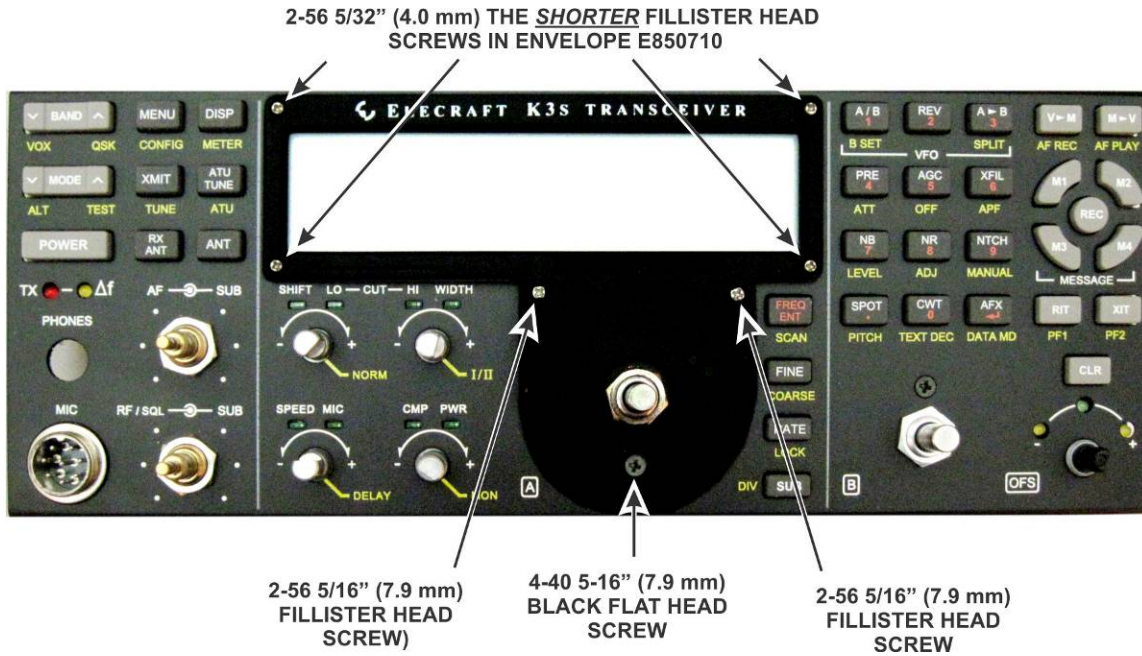 2-56 5/32” (4.0 mm) THE SHORTER FILLISTER HEAD
SCREWS IN ENVELOPE E850710
ELECRAFT K3S TRANSCEIVER
BAND
VOX QSK
MENU
CONFIG
DISP
METER
MODE
ALT TEST
XMIT
TUNE
ATU
TUNE
ATU
POWER
RX
ANT
ANT
TX - Δf
AF SUB
PHONES
MIC
RF / SQL SUB
SHIFT LO CUT HI WIDTH
- +
NORM
- +
I/II
SPEED MIC
CMP PWR
- +
DELAY
- +
MON
A
A / B
1
REV
2
A ► B
3
B SET
SPLIT
VFO
PRE
4
AGC
5
XFIL
6
ATT
OFF
APF
NB
7
NR
8
NTCH
9
LEVEL
ADJ
MANUAL
SPOT
.
CWT
0
AFX
PITCH
TEXT DEC
DATA MD
V►M
M►V
AF REC
AF PLAY
M1
M2
REC
M3
M4
MESSAGE
RIT
XIT
PF1
PF2
CLR
- +
OFS
FREQ
ENT
SCAN
FINE
COARSE
LOCK
DIV SUB
B
2-56 5/16” (7.9 mm)
FILLISTER HEAD
SCREW)
4-40 5-16” (7.9 mm)
BLACK FLAT HEAD
SCREW
2-56 5/16” (7.9 mm)
FILLISTER HEAD
SCREW